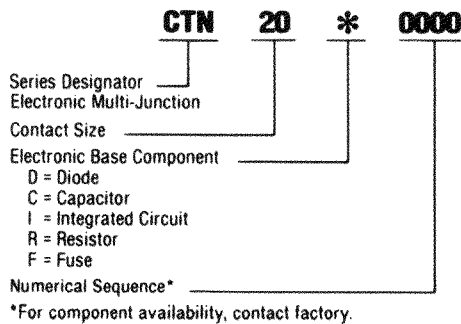 CTN 20 * 0000
Series Designator
Electronic Multi-Junction
Contact Size
Electronic Base Component
D = Diode
C = Capacitor
I = Integrated Circuit
R = Resistor
F = Fuse
Numerical Sequence*
*For component availability, contact factory.